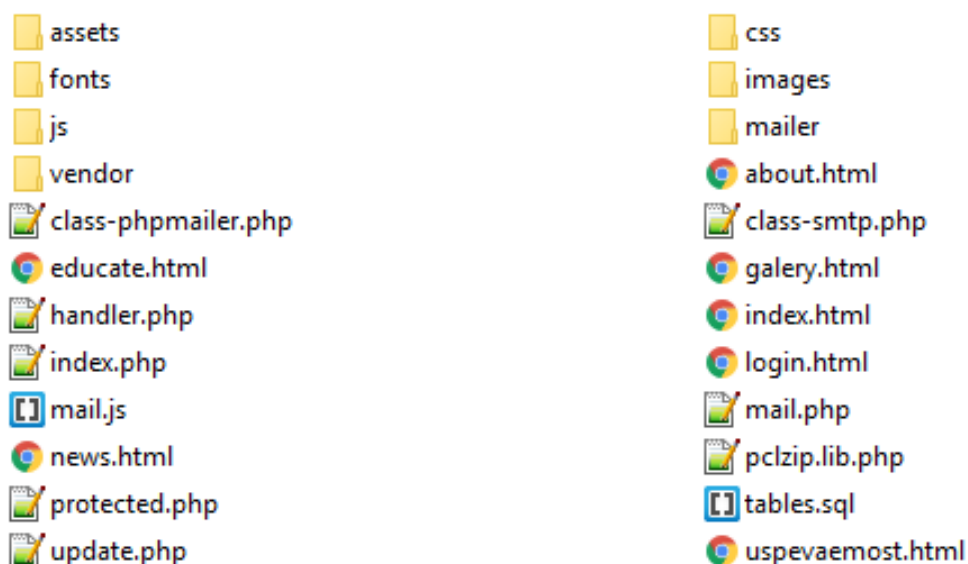 assets
css
fonts
images
js
mailer
vendor
about.html
class-phpmailer.php
class-smtp.php
educate.html
galery.html
handler.php
index.html
index.php
login.html
mail.js
mail.php
news.html
pclzip.lib.php
protected.php
tables.sql
update.php
uspevaemost.html